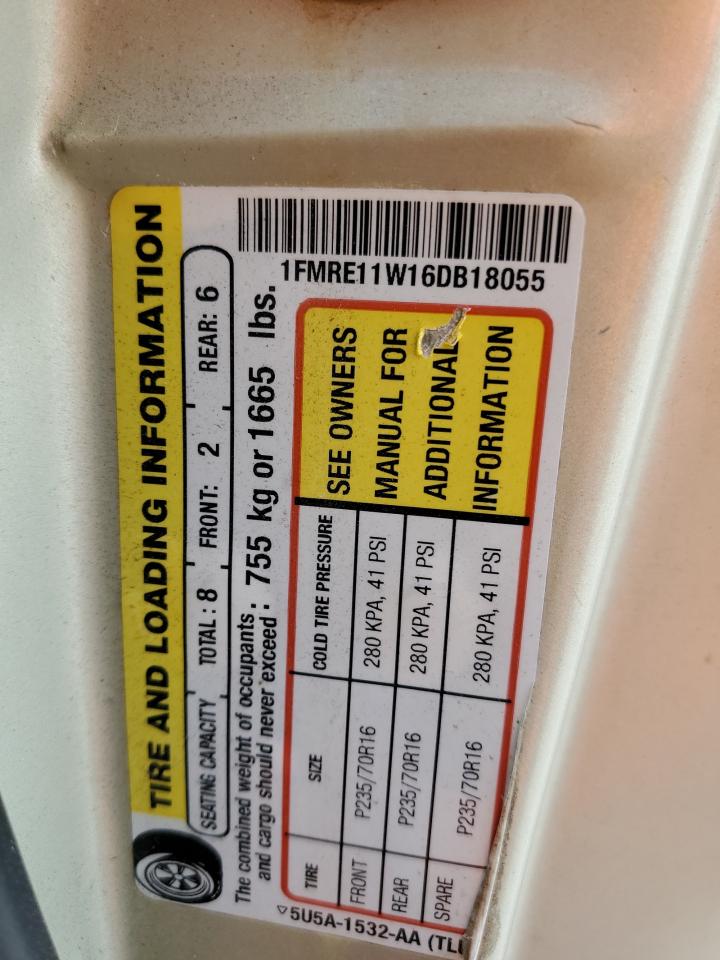 TIRE AND LOADING INFORMATION
SEATING CAPACITY TOTAL : 8 FRONT: 2 REAR: 6
The combined weight of occupants
and cargo should never exceed : 755 kg or 1665 lbs.
TIRE SIZE COLD TIRE PRESSURE
FRONT P235/70R16 280 KPA, 41 PSI
REAR P235/70R16 280 KPA, 41 PSI
SPARE P235/70R16 280 KPA, 41 PSI
SEE OWNERS
MANUAL FOR
ADDITIONAL
INFORMATION
5U5A-1532-AA
1FMRE11W16DB18055